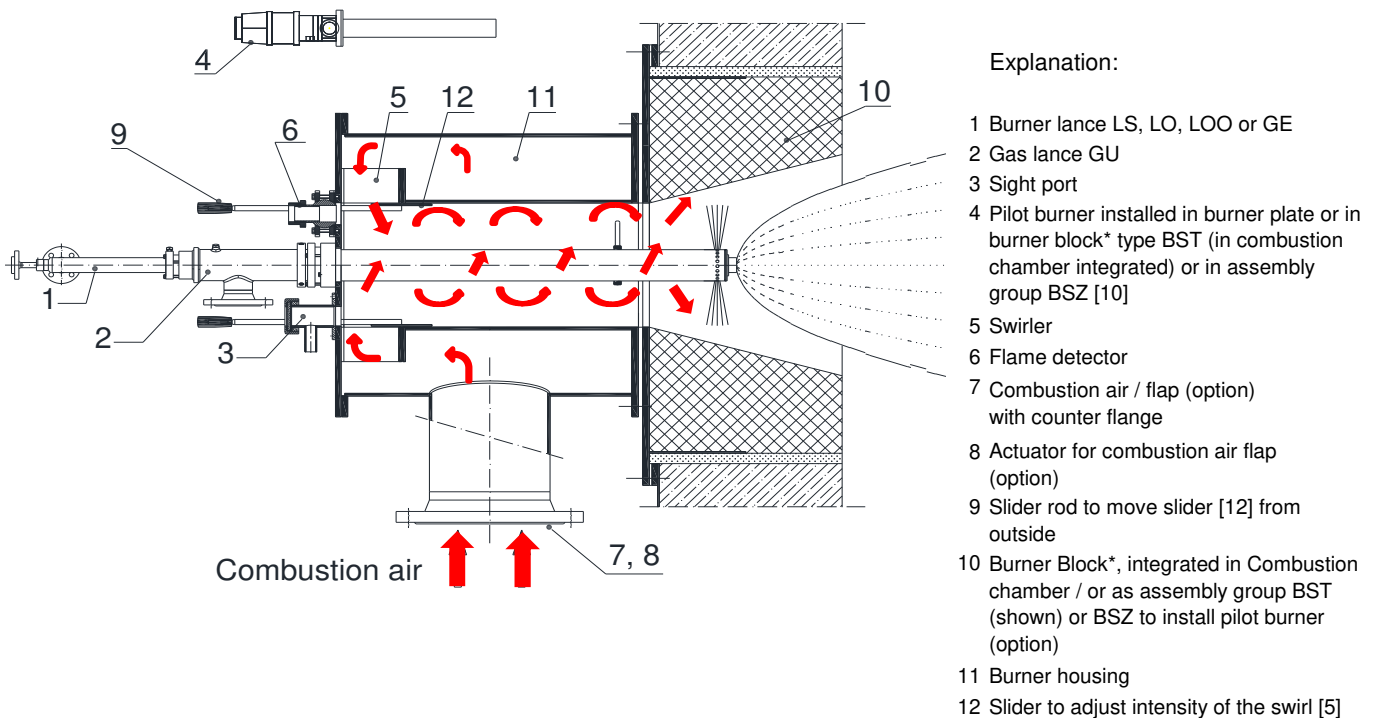 4
5
12
11
10
9
6
1
2
3
7, 8
Combustion air
Explanation:
1 Burner lance LS, LO, LOO or GE
2 Gas lance GU
3 Sight port
4 Pilot burner installed in burner plate or in
burner block* type BST (in combustion
chamber integrated) or in assembly
group BSZ [10]
5 Swirler
6 Flame detector
7 Combustion air / flap (option)
with counter flange
8 Actuator for combustion air flap
(option)
9 Slider rod to move slider [12] from
outside
10 Burner Block*, integrated in Combustion
chamber / or as assembly group BST
(shown) or BSZ to install pilot burner
(option)
11 Burner housing
12 Slider to adjust intensity of the swirl [5]